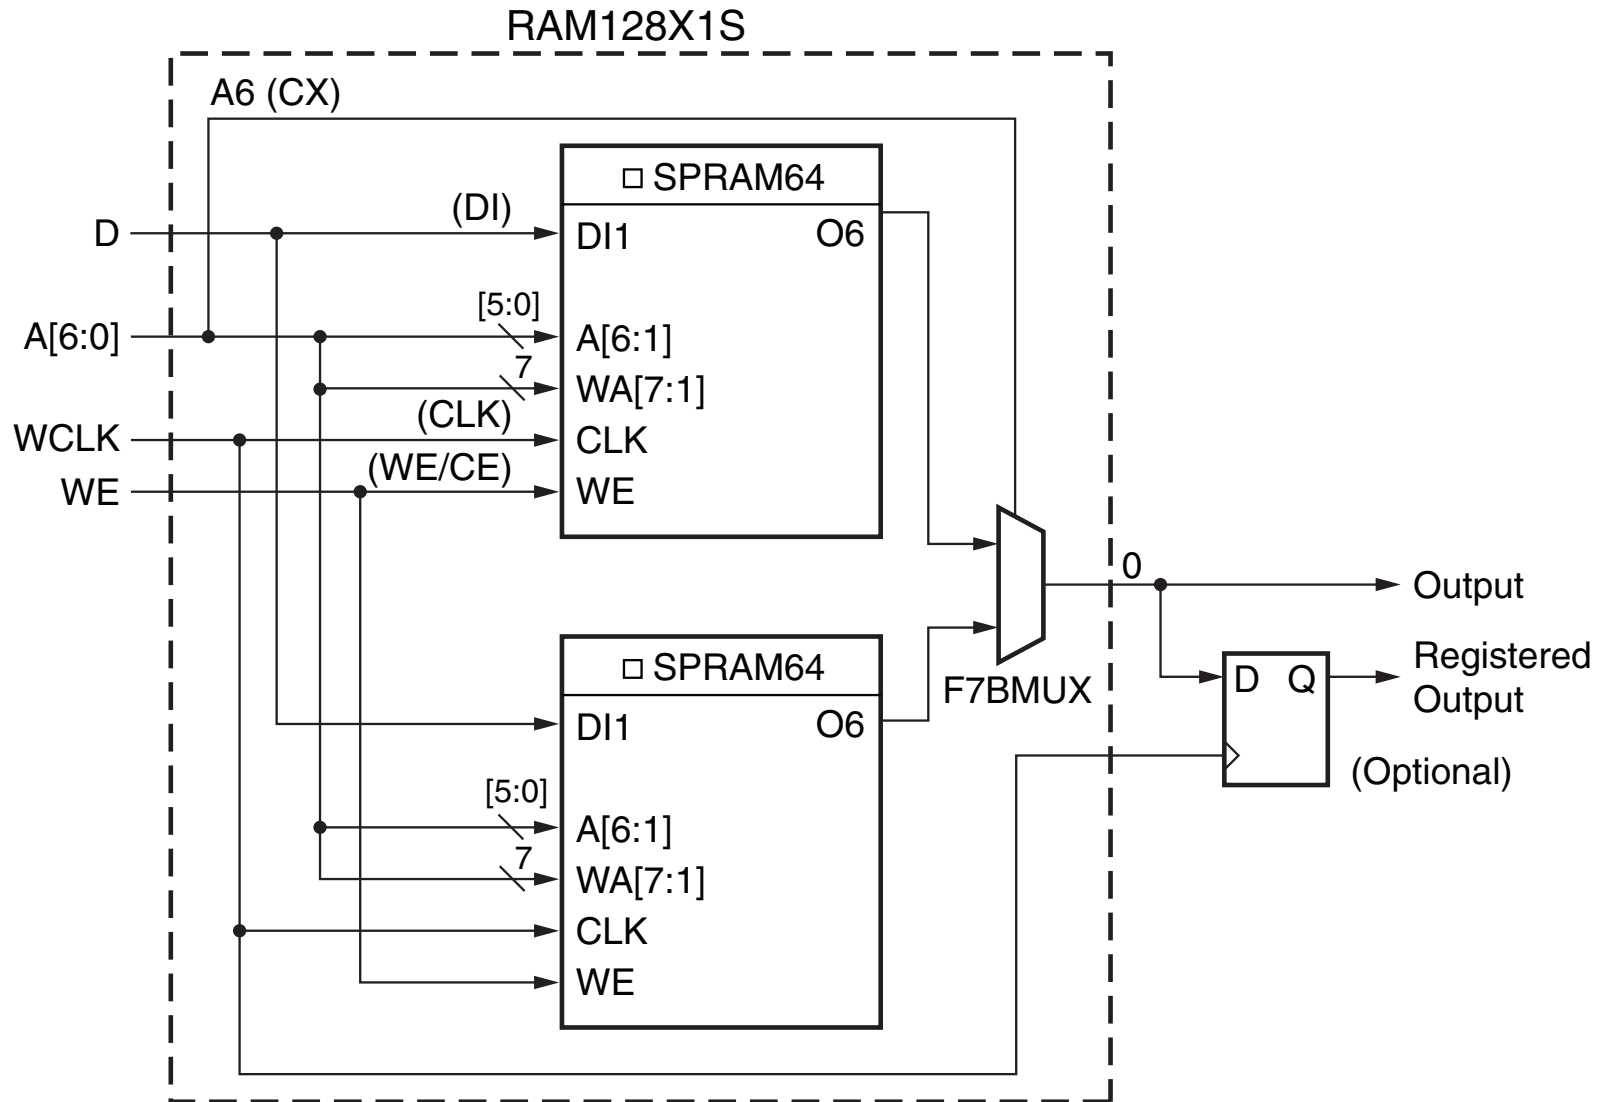 RAM128X1S
A6 (CX)
SPRAM64
(DI)
D
DI1
O6
[5:0]
A[6:0]
A[6:1]
7
WA[7:1]
(CLK)
WCLK
CLK
(WE/CE)
WE
WE
0
Output
SPRAM64
F7BMUX
Registered
Output
D
Q
DI1
O6
(Optional)
[5:0]
A[6:1]
7
WA[7:1]
CLK
WE